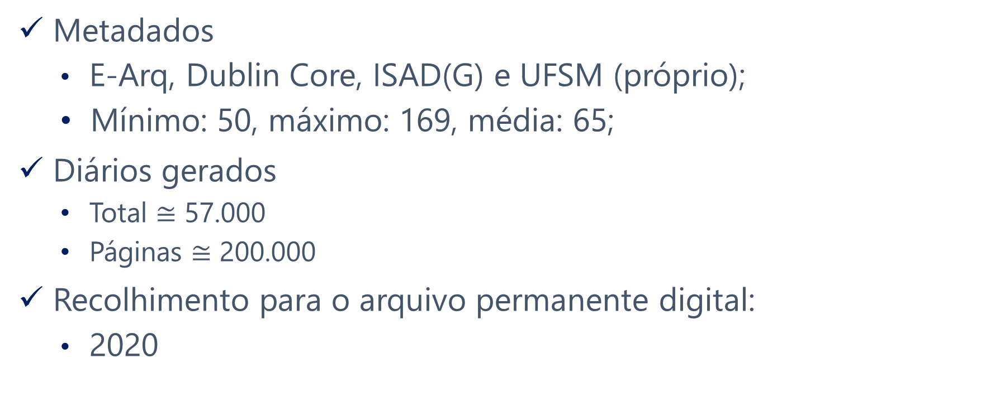 ✓ Metadados
• E-Arq, Dublin Core, ISAD(G) e UFSM (próprio);
• Mínimo: 50, máximo: 169, média: 65;
✓ Diários gerados
• Total ≅ 57.000
• Páginas ≅ 200.000
✓ Recolhimento para o arquivo permanente digital:
• 2020